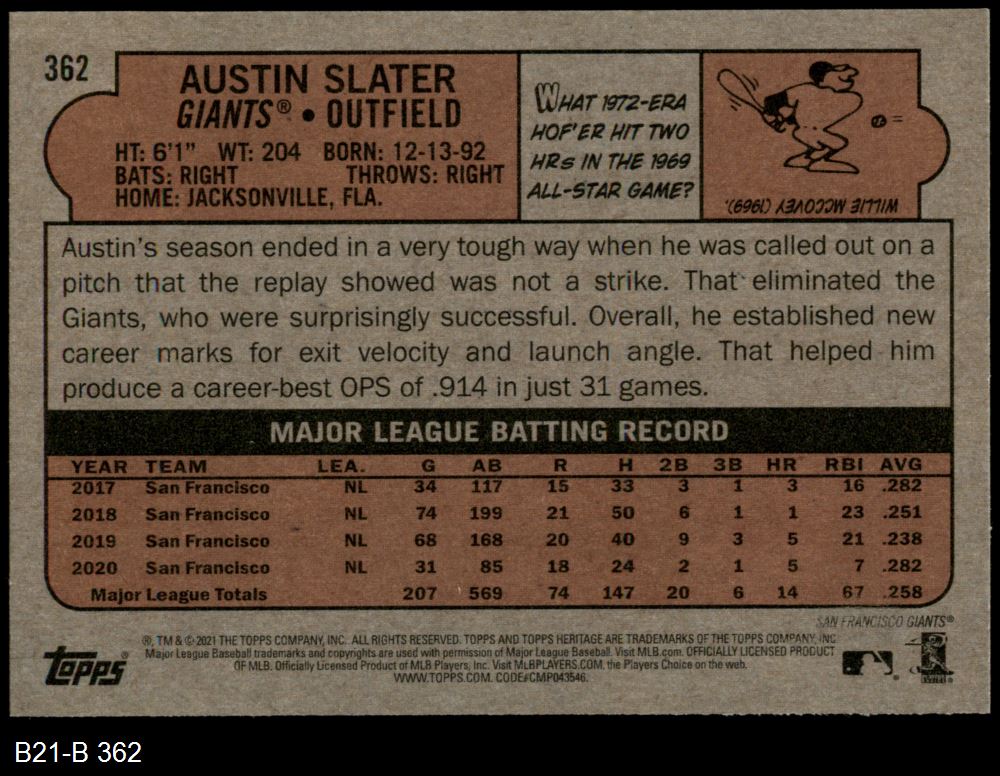 362
AUSTIN SLATER
GIANTS® • OUTFIELD
HT: 6'1" WT: 204 BORN: 12-13-92
BATS: RIGHT THROWS: RIGHT
HOME: JACKSONVILLE, FLA.
WHAT 1972-ERA
HOF'ER HIT TWO
HRs IN THE 1969
ALL-STAR GAME?
WILLIE MCCOVEY (1969).
Austin's season ended in a very tough way when he was called out on a
pitch that the replay showed was not a strike. That eliminated the
Giants, who were surprisingly successful. Overall, he established new
career marks for exit velocity and launch angle. That helped him
produce a career-best OPS of .914 in just 31 games.
MAJOR LEAGUE BATTING RECORD
YEAR TEAM LEA. G AB R H 2B 3B HR RBI AVG
2017 San Francisco NL 34 117 15 33 3 1 3 16 .282
2018 San Francisco NL 74 199 21 50 6 1 1 23 .251
2019 San Francisco NL 68 168 20 40 9 3 5 21 .238
2020 San Francisco NL 31 85 18 24 2 1 5 7 .282
Major League Totals 207 569 74 147 20 6 14 67 .258
SAN FRANCISCO GIANTS®
®, TM & © 2021 THE TOPPS COMPANY, INC. ALL RIGHTS RESERVED. TOPPS AND TOPPS HERITAGE ARE TRADEMARKS OF THE TOPPS COMPANY, INC.
Major League Baseball trademarks and copyrights are used with permission of Major League Baseball. Visit MLB.com. OFFICIALLY LICENSED PRODUCT
OF MLB. Officially Licensed Product of MLB Players, Inc. Visit MLBPLAYERS.COM, the Players Choice on the web.
WWW.TOPPS.COM. CODE#CMP043546.
TOPPS®
B21-B 362